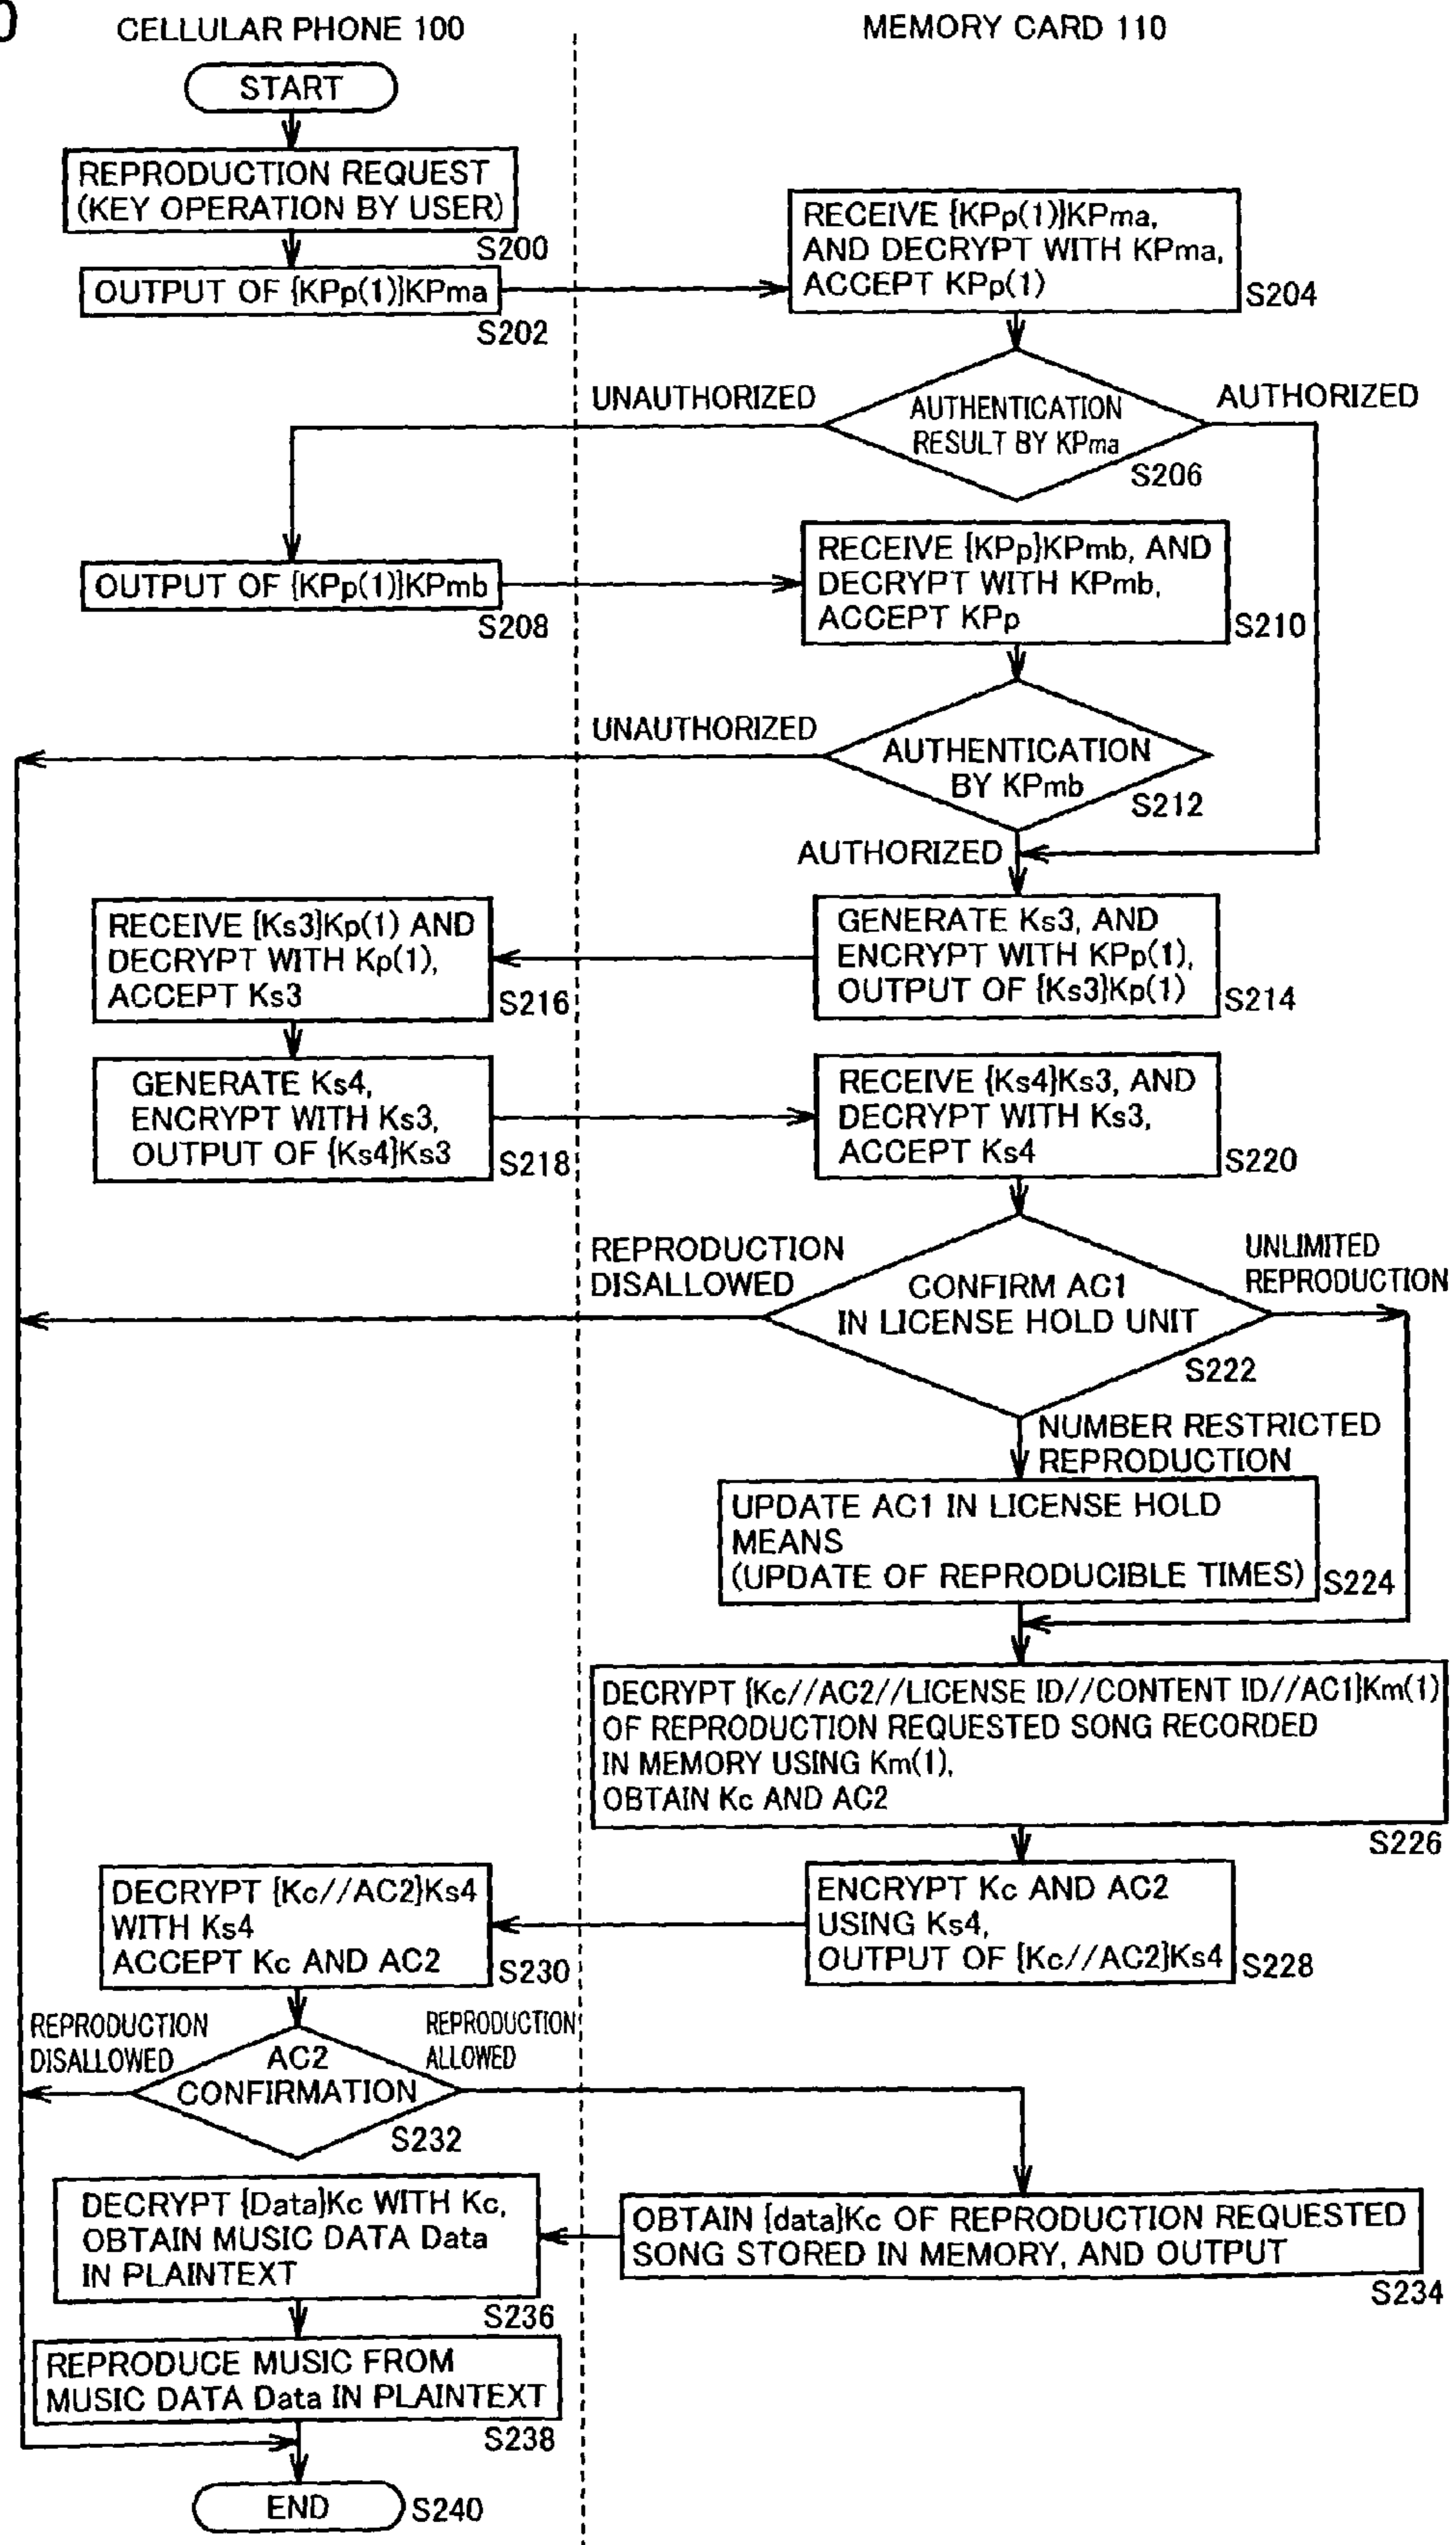 CELLULAR PHONE 100
MEMORY CARD 110
START
REPRODUCTION REQUEST
(KEY OPERATION BY USER)
S200
OUTPUT OF {KPp(1)}KPma
S202
RECEIVE {KPp(1)}KPma,
AND DECRYPT WITH KPma,
ACCEPT KPp(1)
S204
UNAUTHORIZED
AUTHENTICATION
RESULT BY KPma
AUTHORIZED
S206
OUTPUT OF {KPp(1)}KPmb
S208
RECEIVE {KPp}KPmb, AND
DECRYPT WITH KPmb,
ACCEPT KPp
S210
UNAUTHORIZED
AUTHENTICATION
BY KPmb
S212
AUTHORIZED
GENERATE Ks3, AND
ENCRYPT WITH KPp(1),
OUTPUT OF {Ks3}Kp(1)
S214
RECEIVE {Ks3}Kp(1) AND
DECRYPT WITH Kp(1),
ACCEPT Ks3
S216
GENERATE Ks4,
ENCRYPT WITH Ks3,
OUTPUT OF {Ks4}Ks3
S218
RECEIVE {Ks4}Ks3, AND
DECRYPT WITH Ks3,
ACCEPT Ks4
S220
REPRODUCTION
DISALLOWED
CONFIRM AC1
IN LICENSE HOLD UNIT
UNLIMITED
REPRODUCTION
S222
NUMBER RESTRICTED
REPRODUCTION
UPDATE AC1 IN LICENSE HOLD
MEANS
(UPDATE OF REPRODUCIBLE TIMES)
S224
DECRYPT {Kc//AC2//LICENSE ID//CONTENT ID//AC1}Km(1)
OF REPRODUCTION REQUESTED SONG RECORDED
IN MEMORY USING Km(1),
OBTAIN Kc AND AC2
S226
ENCRYPT Kc AND AC2
USING Ks4,
OUTPUT OF {Kc//AC2}Ks4
S228
DECRYPT {Kc//AC2}Ks4
WITH Ks4
ACCEPT Kc AND AC2
S230
REPRODUCTION
DISALLOWED
AC2
CONFIRMATION
REPRODUCTION
ALLOWED
S232
OBTAIN {data}Kc OF REPRODUCTION REQUESTED
SONG STORED IN MEMORY, AND OUTPUT
S234
DECRYPT {Data}Kc WITH Kc,
OBTAIN MUSIC DATA Data
IN PLAINTEXT
S236
REPRODUCE MUSIC FROM
MUSIC DATA Data IN PLAINTEXT
S238
END
S240